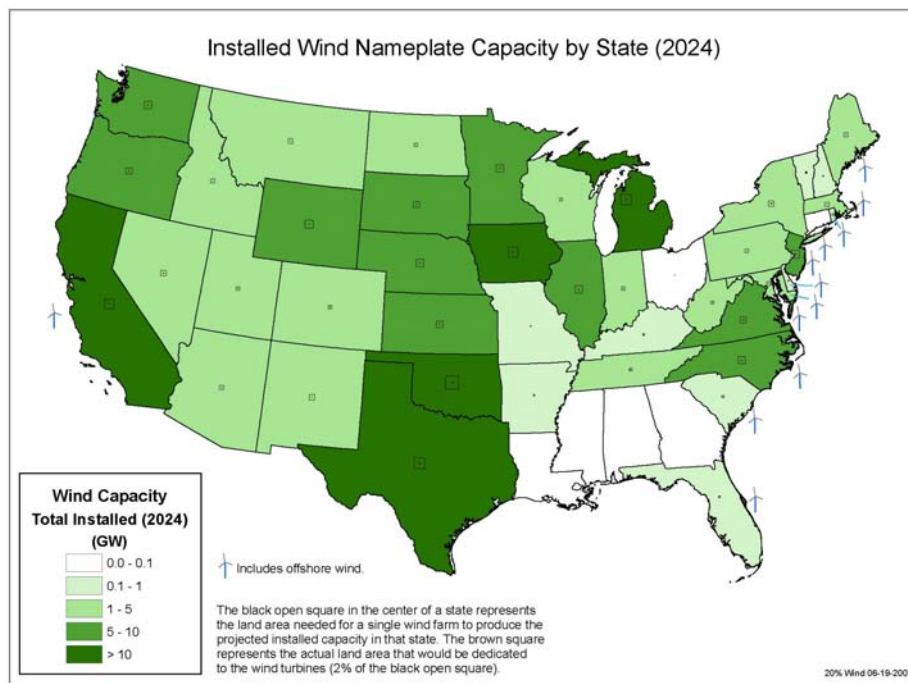 Installed Wind Nameplate Capacity by State (2024)
Wind Capacity
Total Installed (2024)
(GW)
0.0 - 0.1
0.1 - 1
1 - 5
5 - 10
> 10
Includes offshore wind.
The black open square in the center of a state represents
the land area needed for a single wind farm to produce the
projected installed capacity in that state. The brown square
represents the actual land area that would be dedicated
to the wind turbines (2% of the black open square).
20% Wind